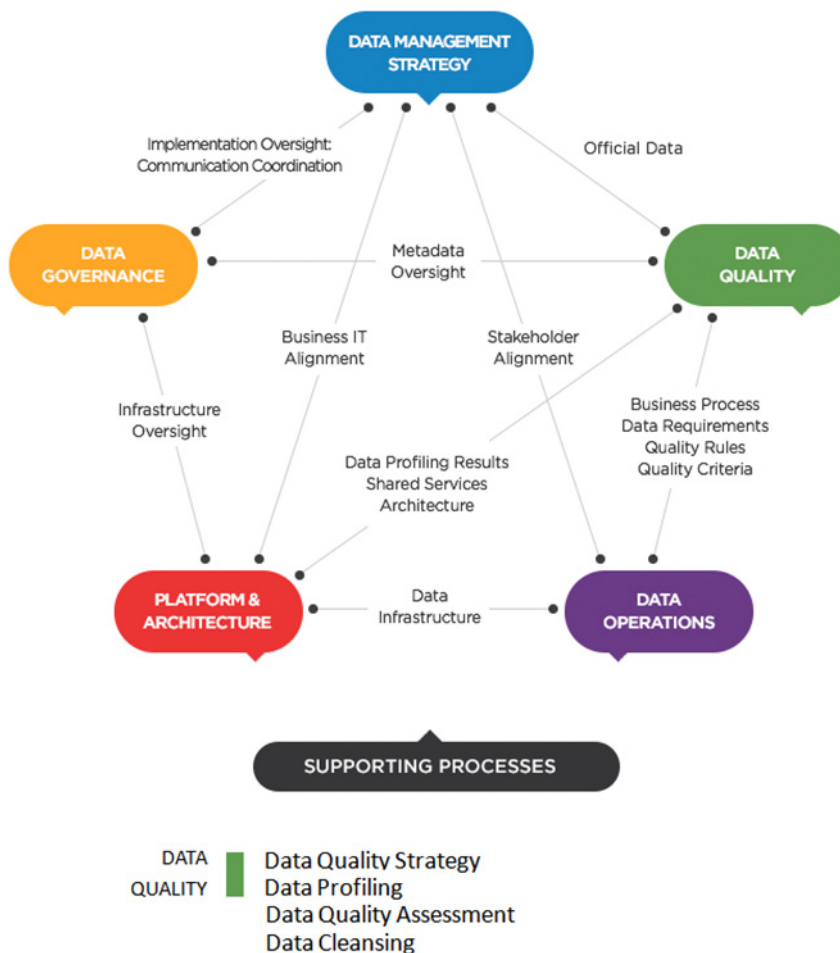 DATA MANAGEMENT
STRATEGY
Implementation Oversight:
Communication Coordination
Official Data
DATA
GOVERNANCE
Metadata
Oversight
DATA
QUALITY
Business IT
Alignment
Stakeholder
Alignment
Infrastructure
Oversight
Business Process
Data Requirements
Quality Rules
Quality Criteria
Data Profiling Results
Shared Services
Architecture
PLATFORM &
ARCHITECTURE
Data
Infrastructure
DATA
OPERATIONS
SUPPORTING PROCESSES
DATA
QUALITY
Data Quality Strategy
Data Profiling
Data Quality Assessment
Data Cleansing